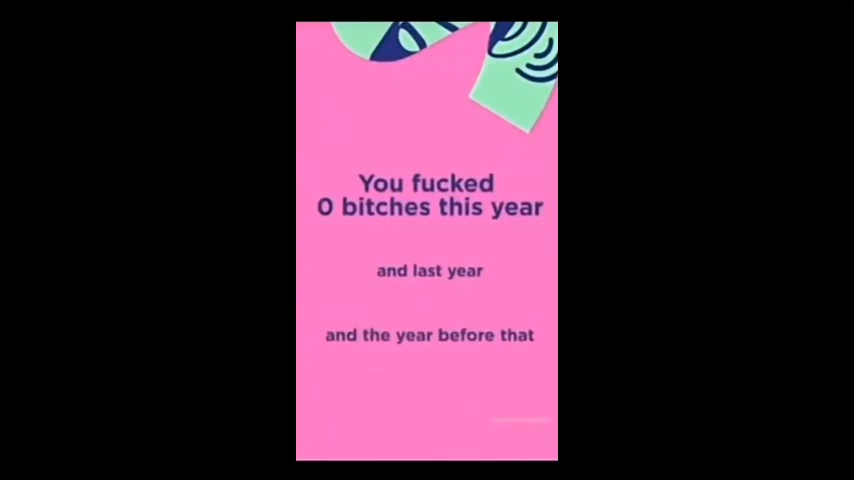 You fucked
0 bitches this year
and last year
and the year before that